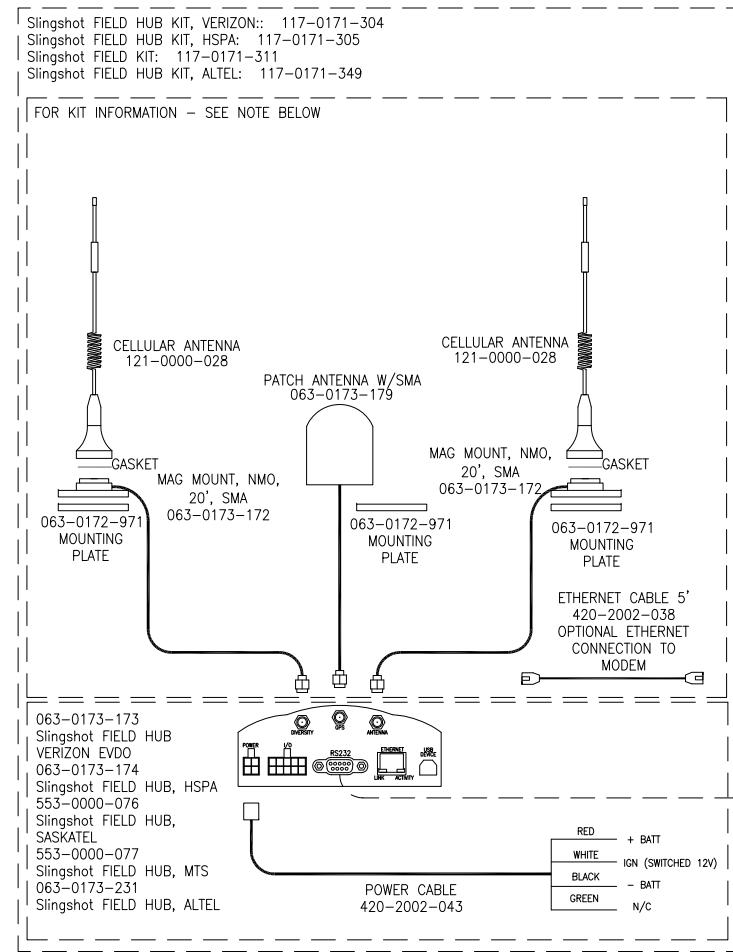 Slingshot FIELD HUB KIT, VERIZON:: 117-0171-304
Slingshot FIELD HUB KIT, HSPA: 117-0171-305
Slingshot FIELD KIT: 117-0171-311
Slingshot FIELD HUB KIT, ALTEL: 117-0171-349
FOR KIT INFORMATION - SEE NOTE BELOW
CELLULAR ANTENNA
121-0000-028
CELLULAR ANTENNA
121-0000-028
PATCH ANTENNA W/SMA
063-0173-179
GASKET
MAG MOUNT, NMO,
20', SMA
063-0173-172
MAG MOUNT, NMO,
20', SMA
063-0173-172
GASKET
063-0172-971
MOUNTING
PLATE
063-0172-971
MOUNTING
PLATE
063-0172-971
MOUNTING
PLATE
ETHERNET CABLE 5'
420-2002-038
OPTIONAL ETHERNET
CONNECTION TO
MODEM
063-0173-173
Slingshot FIELD HUB
VERIZON EVDO
063-0173-174
Slingshot FIELD HUB, HSPA
553-0000-076
Slingshot FIELD HUB,
SASKATEL
553-0000-077
Slingshot FIELD HUB, MTS
063-0173-231
Slingshot FIELD HUB, ALTEL
DIVERSITY
GPS
ANTENNA
POWER
I/O
RS232
ETHERNET
USB
DEVICE
LINK
ACTIVITY
POWER CABLE
420-2002-043
RED
+ BATT
WHITE
IGN (SWITCHED 12V)
BLACK
- BATT
GREEN
N/C